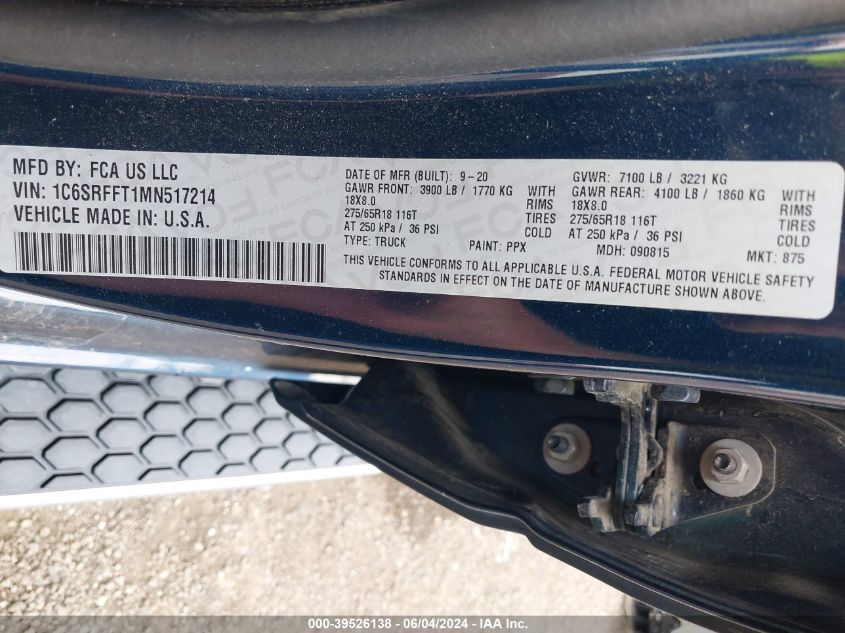 MFD BY: FCA US LLC
VIN: 1C6SRFFT1MN517214
VEHICLE MADE IN U.S.A.
DATE OF MFR (BUILT): 9-20
GAWR FRONT: 3900 LB / 1770 KG
18X8.0 RIMS
275/65R18 116T TIRES
AT 250 kPa / 36 PSI COLD
TYPE: TRUCK PAINT: PPX
GVWR: 7100 LB / 3221 KG
GAWR REAR: 4100 LB / 1860 KG
18X8.0 RIMS
275/65R18 116T TIRES
AT 250 kPa / 36 PSI COLD
MDH: 090815 MKT: 875
THIS VEHICLE CONFORMS TO ALL APPLICABLE U.S.A. FEDERAL MOTOR VEHICLE SAFETY
STANDARDS IN EFFECT ON THE DATE OF MANUFACTURE SHOWN ABOVE.
000-39526138 - 06/04/2024 - IAA Inc.